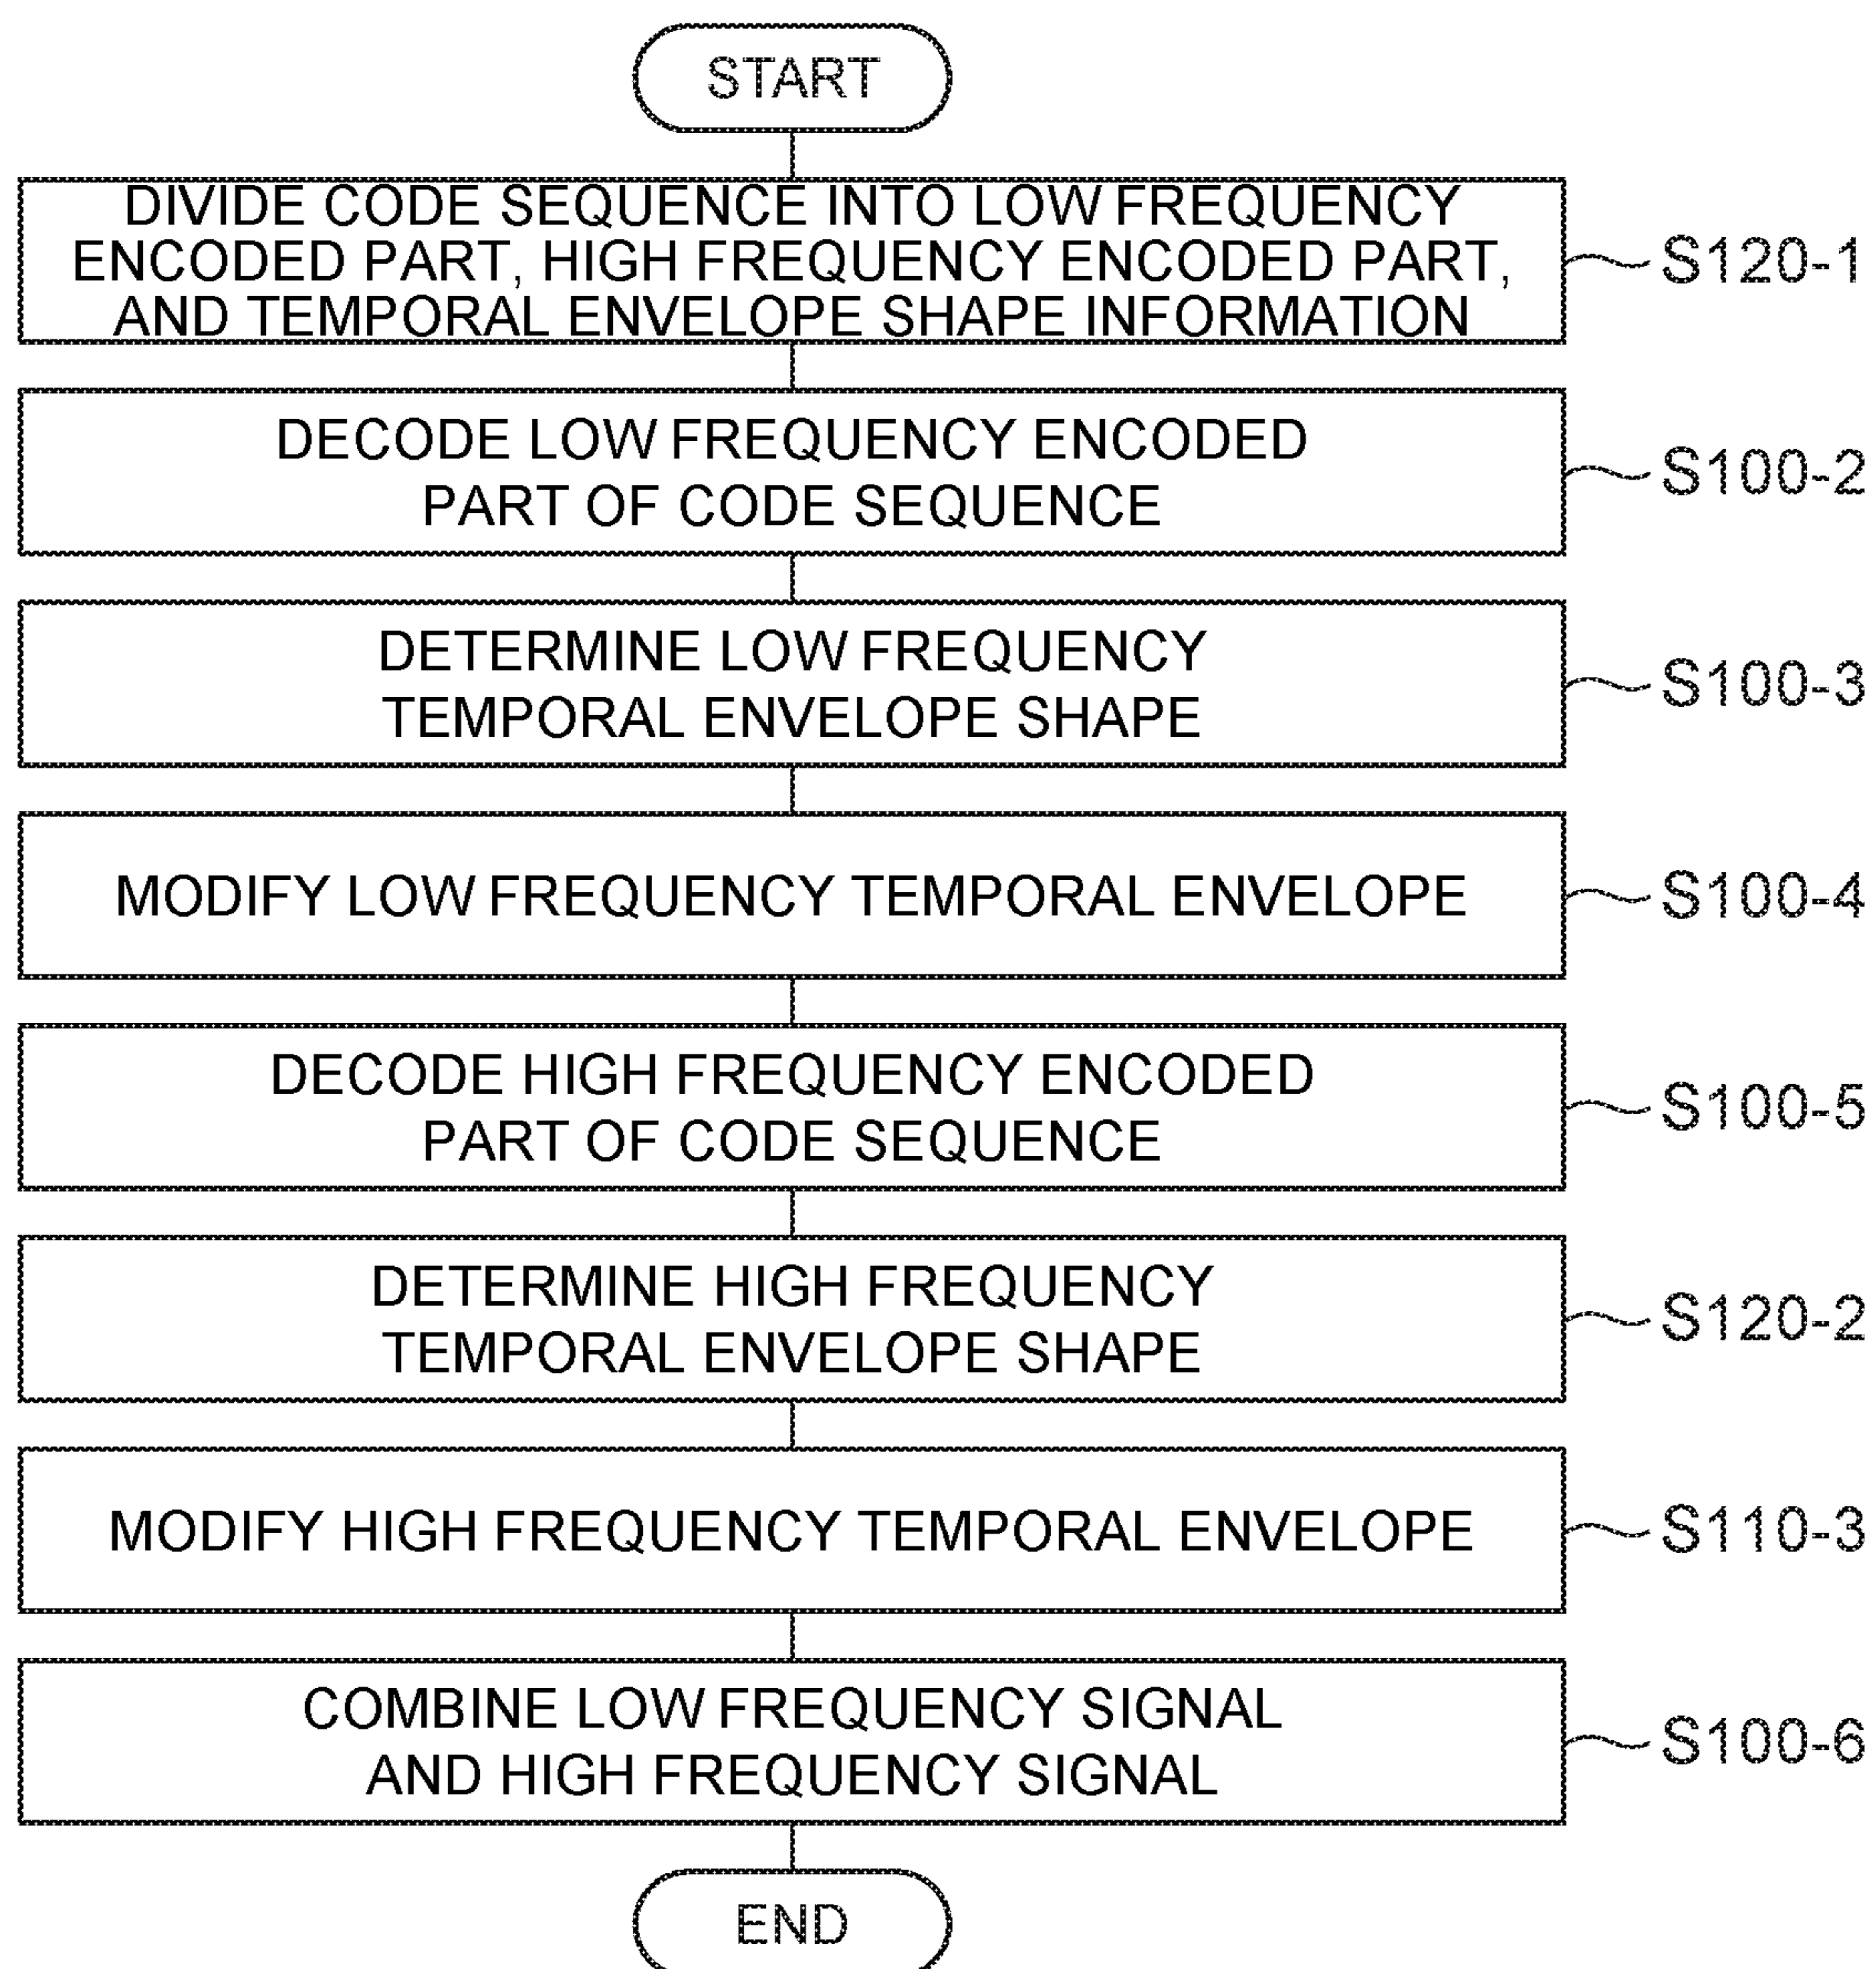 START
DIVIDE CODE SEQUENCE INTO LOW FREQUENCY
ENCODED PART, HIGH FREQUENCY ENCODED PART,
AND TEMPORAL ENVELOPE SHAPE INFORMATION
S120-1
DECODE LOW FREQUENCY ENCODED
PART OF CODE SEQUENCE
S100-2
DETERMINE LOW FREQUENCY
TEMPORAL ENVELOPE SHAPE
S100-3
MODIFY LOW FREQUENCY TEMPORAL ENVELOPE
S100-4
DECODE HIGH FREQUENCY ENCODED
PART OF CODE SEQUENCE
S100-5
DETERMINE HIGH FREQUENCY
TEMPORAL ENVELOPE SHAPE
S120-2
MODIFY HIGH FREQUENCY TEMPORAL ENVELOPE
S110-3
COMBINE LOW FREQUENCY SIGNAL
AND HIGH FREQUENCY SIGNAL
S100-6
END